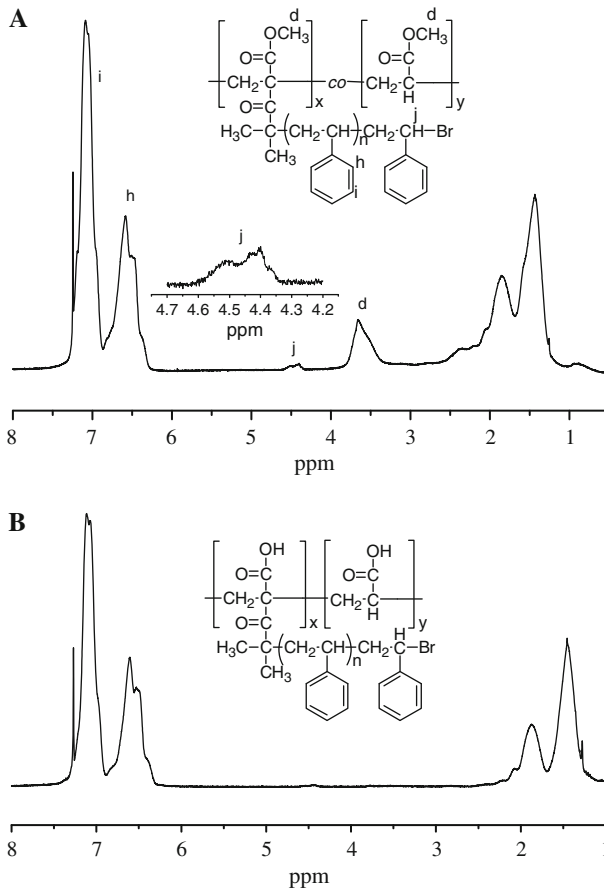 A
d d
OCH₃ OCH₃
O=C O=C
CH₂-C co CH₂-C
x H y
O=C j
H₃C-C(CH₂-CH)CH₂-CH-Br
n
CH₃
h
i
i
h
j
4.7 4.6 4.5 4.4 4.3 4.2
ppm
j
d
8 7 6 5 4 3 2 1
ppm
B
OH OH
O=C O=C
CH₂-C CH₂-C
x H y
O=C H
H₃C-C(CH₂-CH)CH₂-C-Br
n
CH₃
8 7 6 5 4 3 2 1
ppm